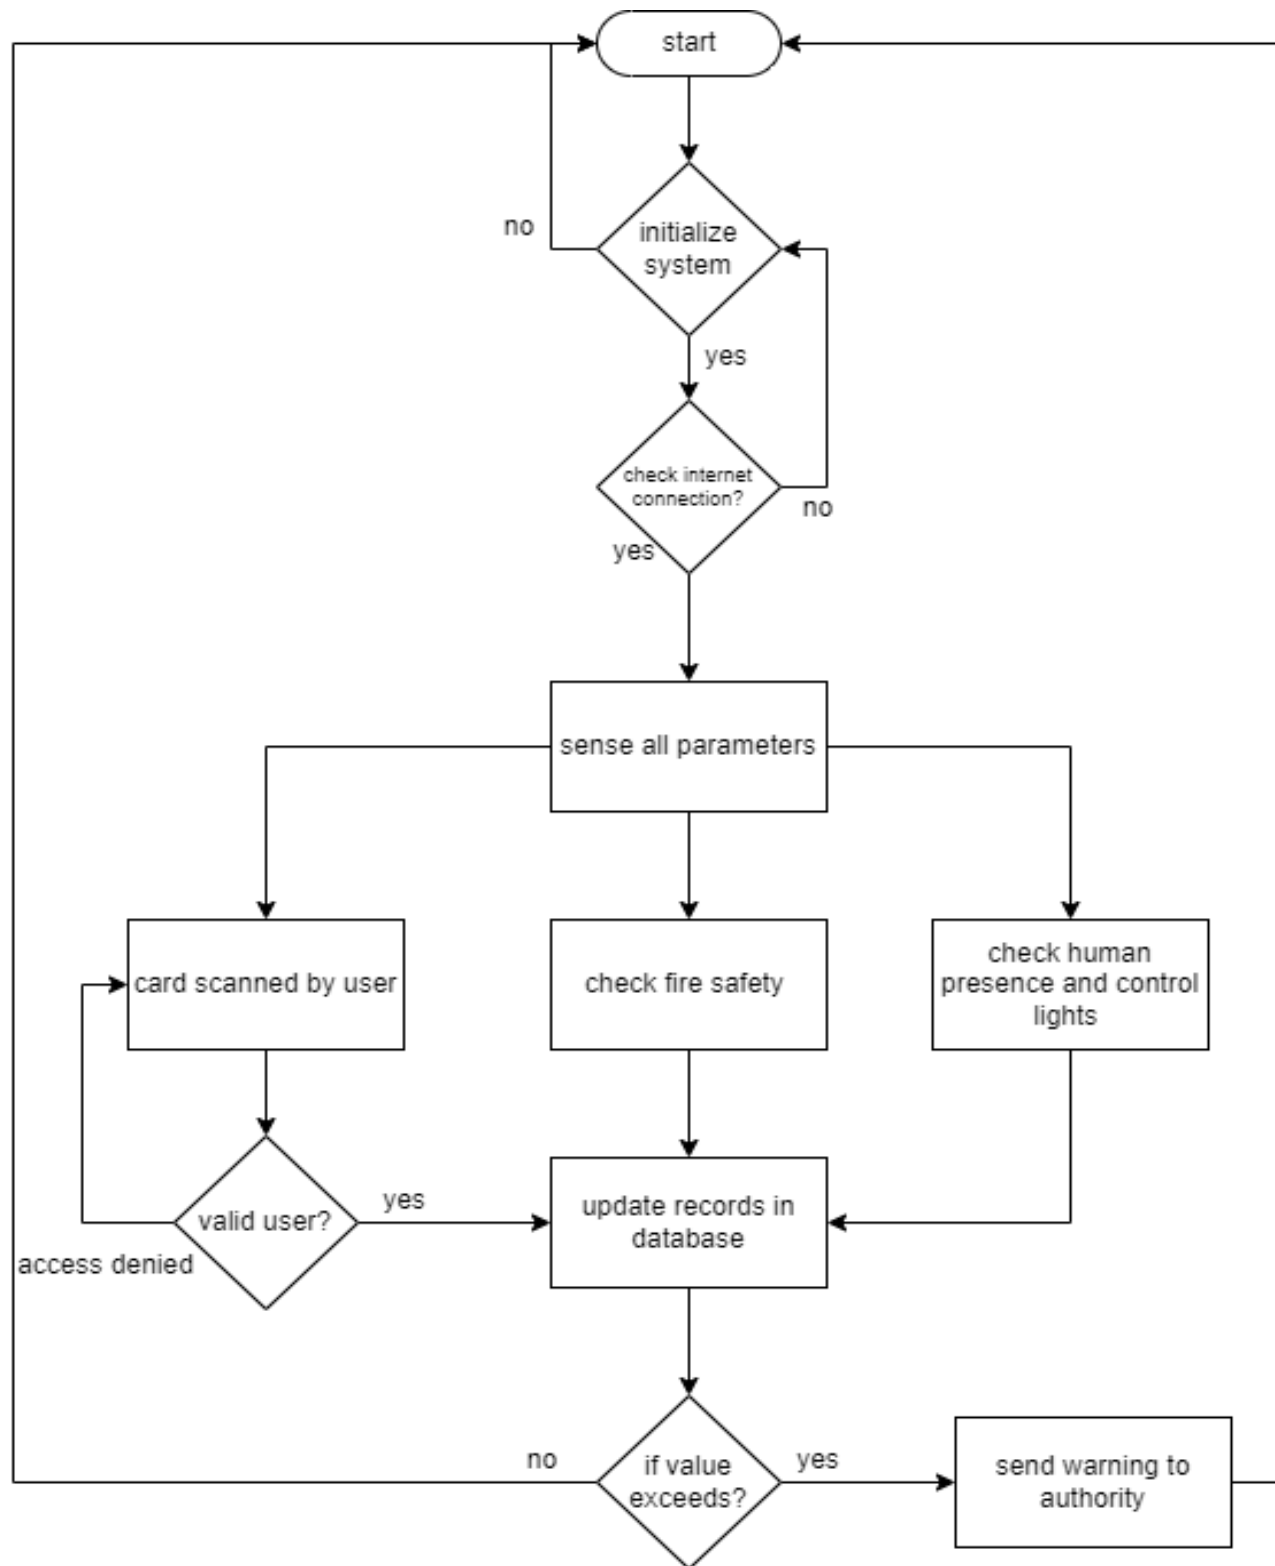 start
no
initialize
system
yes
check internet
connection?
no
yes
sense all parameters
card scanned by user
check fire safety
check human
presence and control
lights
valid user?
yes
access denied
update records in
database
no
if value
exceeds?
yes
send warning to
authority